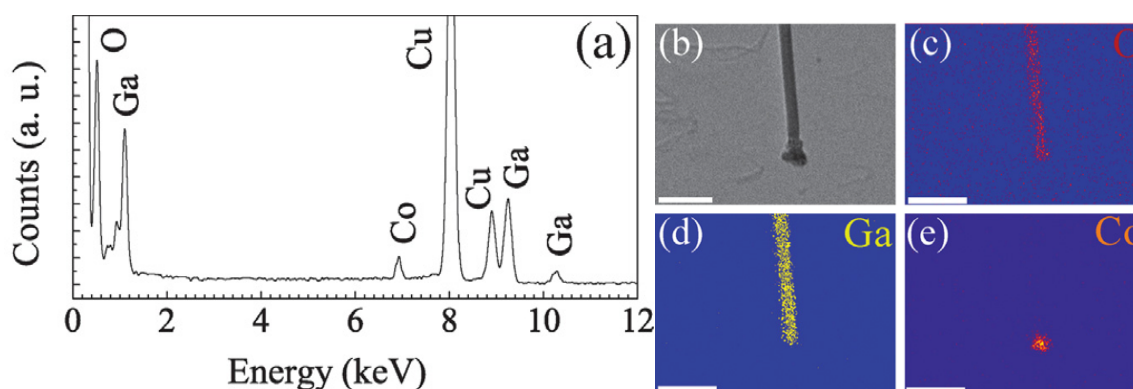 Counts (a. u.)
O
Ga
Co
Cu
Cu
Ga
Ga
(a)
0 2 4 6 8 10 12
Energy (keV)
(b)
(c)
(d) Ga
(e)